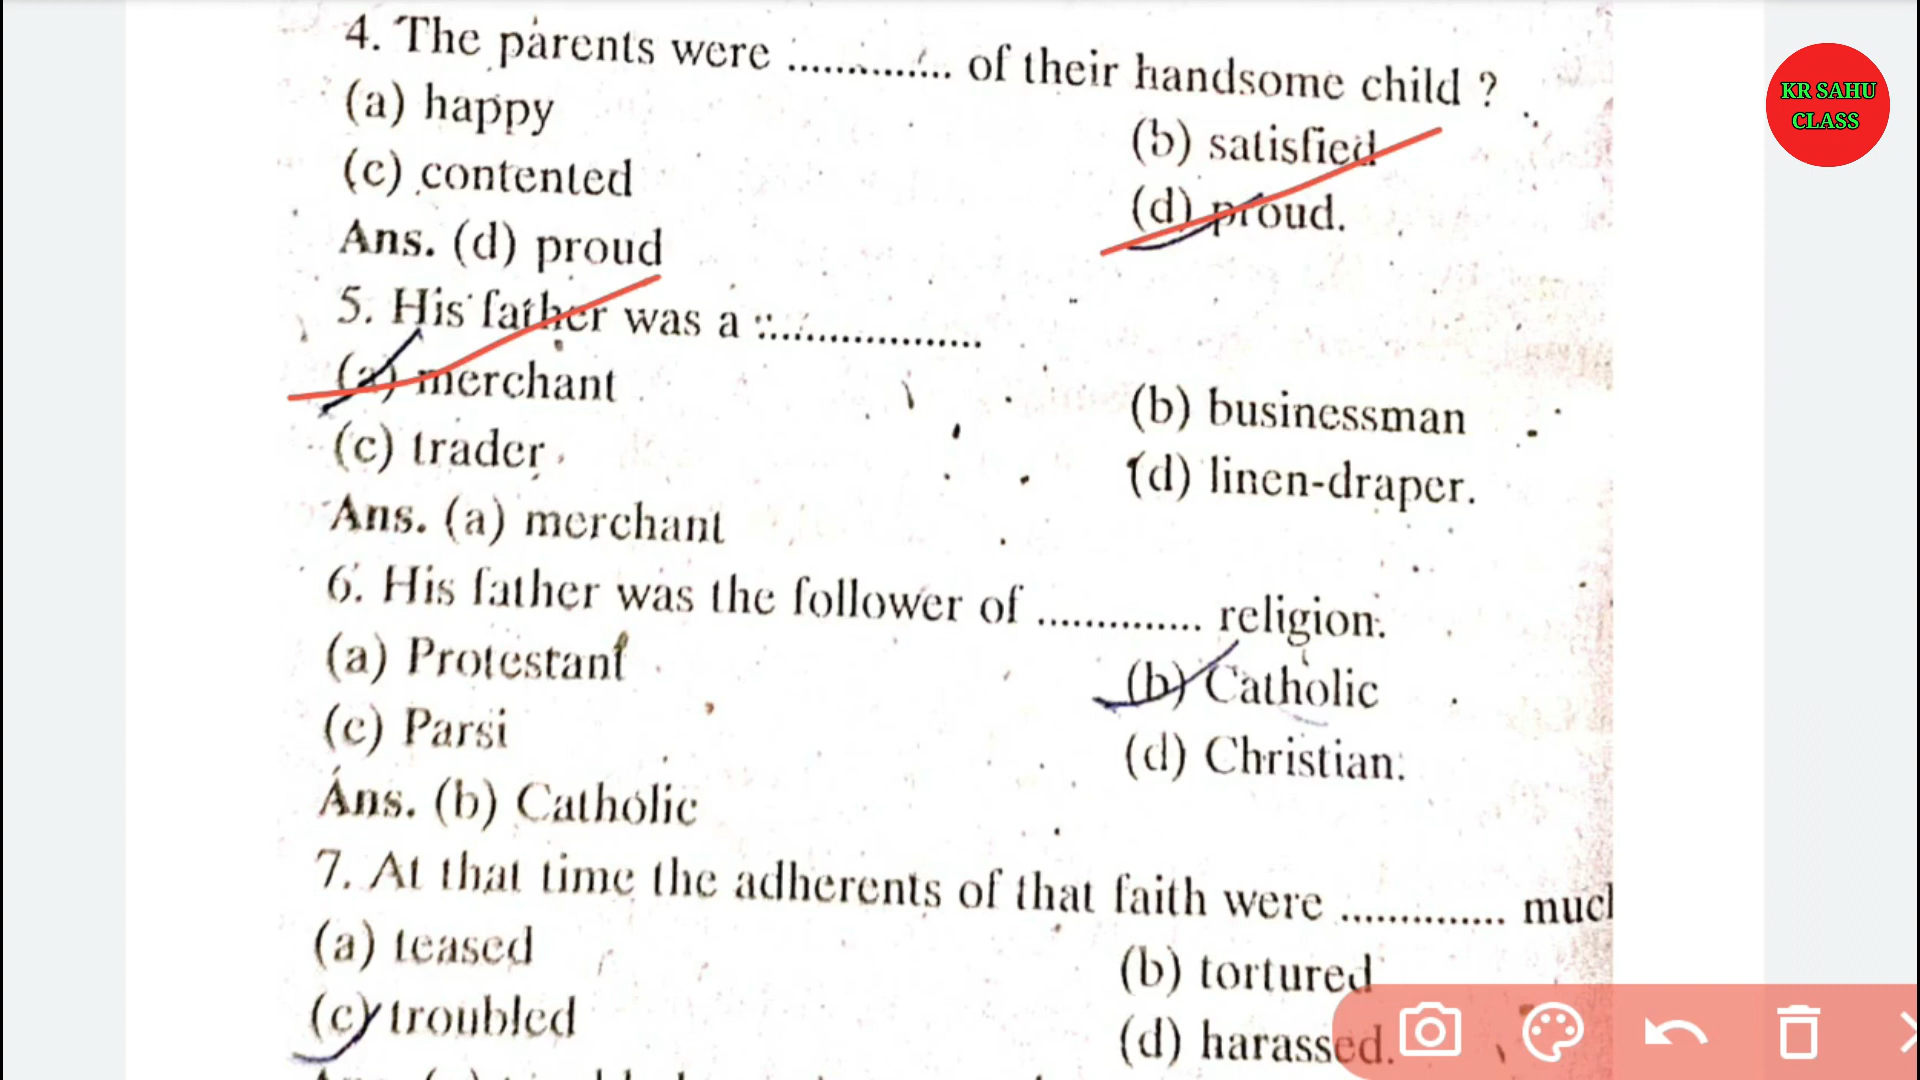 4. The parents were .............. of their handsome child ?
(a) happy
(b) satisfied
(c) contented
(d) proud.
Ans. (d) proud
5. His father was a ....................
(a) merchant
(b) businessman
(c) trader
(d) linen-draper.
Ans. (a) merchant
6. His father was the follower of .............. religion.
(a) Protestant
(b) Catholic
(c) Parsi
(d) Christian.
Ans. (b) Catholic
7. At that time the adherents of that faith were .............. much
(a) teased
(b) tortured
(c) troubled
(d) harassed.
KR SAHU
CLASS